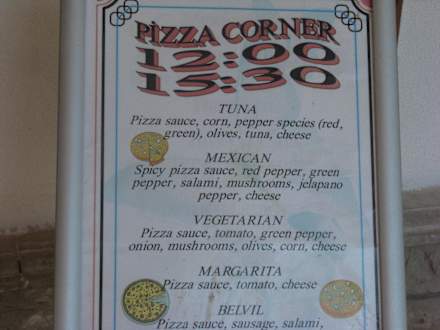 PİZZA CORNER
12:00
15:30
TUNA
Pizza sauce, corn, pepper species (red,
green), olives, tuna, cheese
MEXICAN
Spicy pizza sauce, red pepper, green
pepper, salami, mushrooms, jelapano
pepper, cheese
VEGETARIAN
Pizza sauce, tomato, green pepper,
onion, mushrooms, olives, corn, cheese
MARGARITA
Pizza sauce, tomato, cheese
BELVIL
Pizza sauce, sausage, salami,